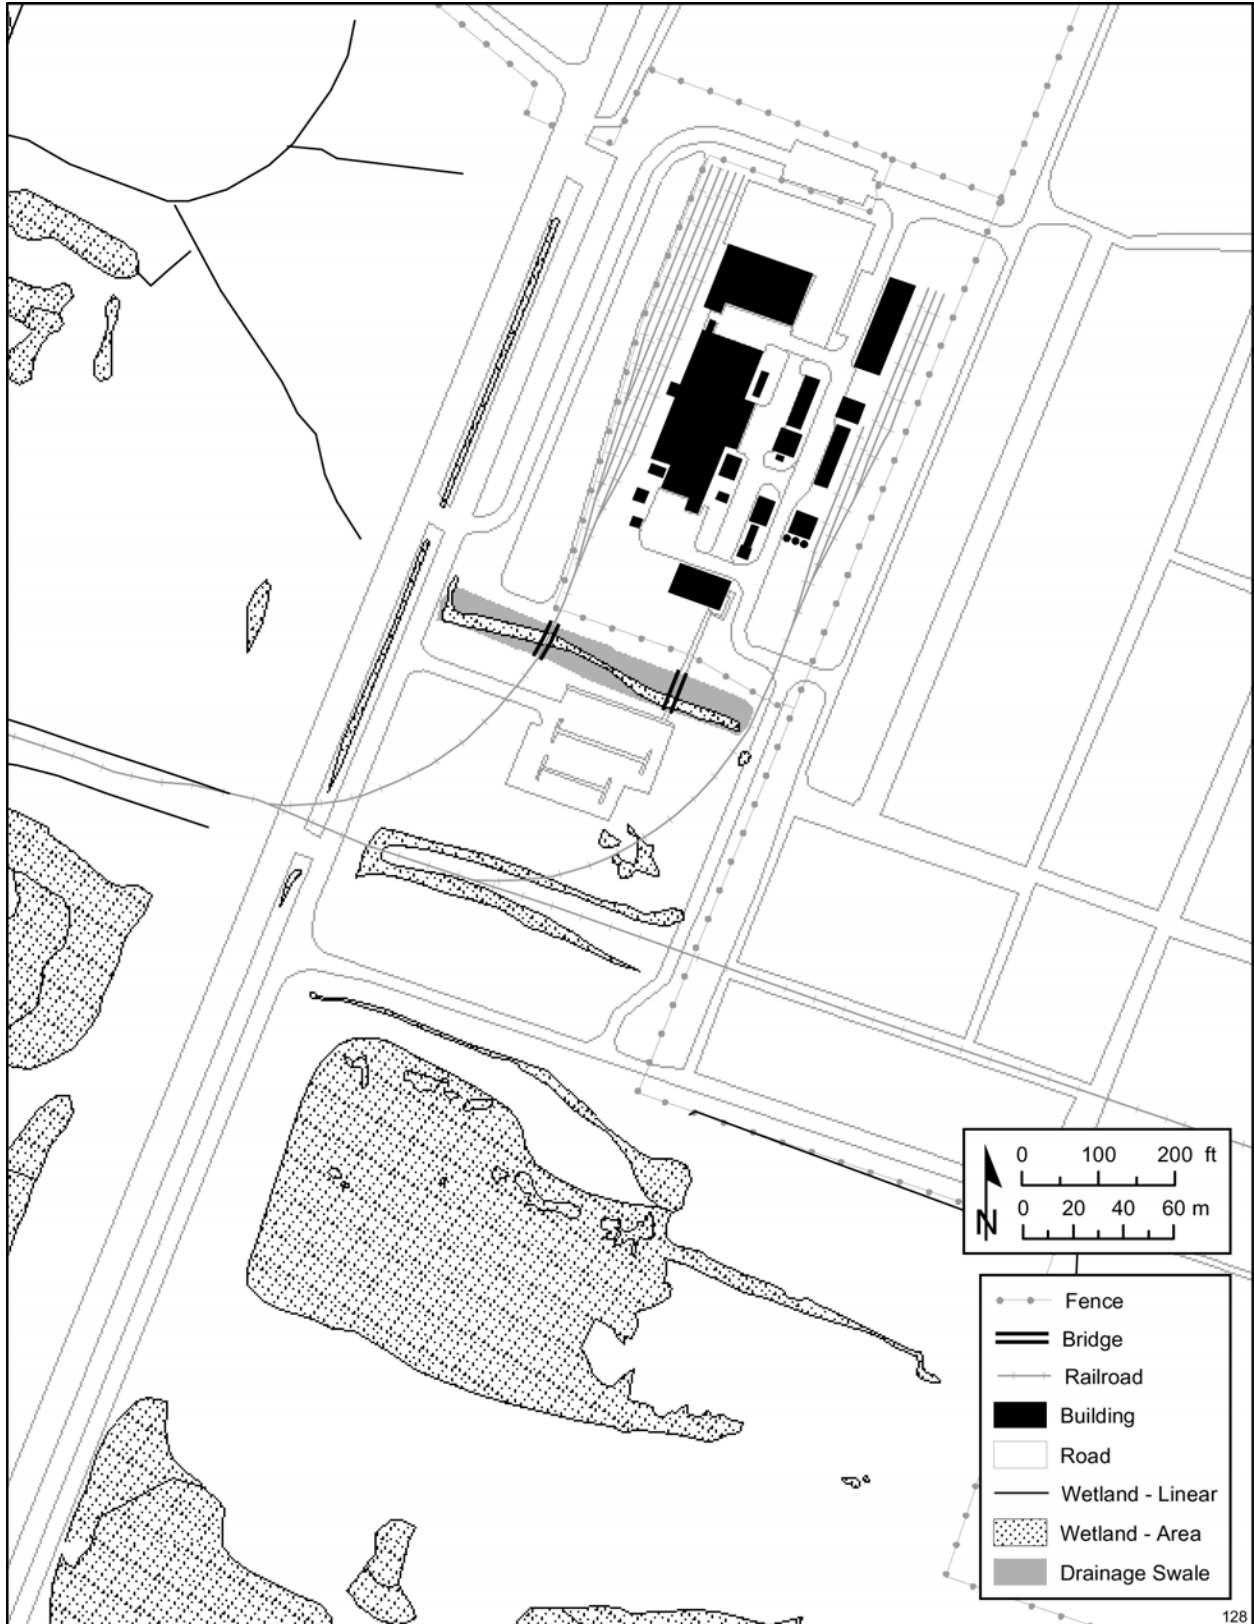 0 100 200 ft
0 20 40 60 m
N
Fence
Bridge
Railroad
Building
Road
Wetland - Linear
Wetland - Area
Drainage Swale
128